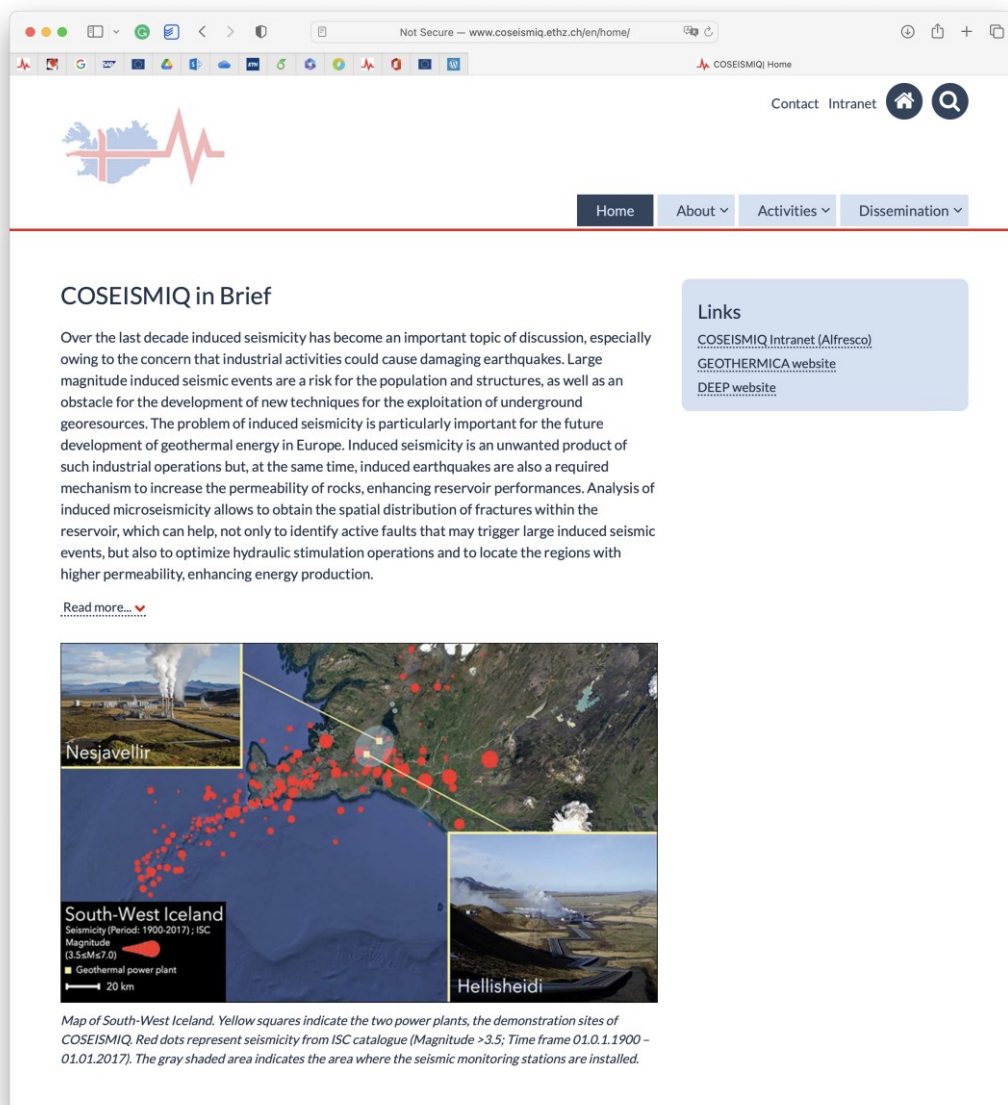 Not Secure — www.coseismiq.ethz.ch/en/home/
COSEISMIQ| Home
Contact Intranet
Home About Activities Dissemination
COSEISMIQ in Brief
Over the last decade induced seismicity has become an important topic of discussion, especially
owing to the concern that industrial activities could cause damaging earthquakes. Large
magnitude induced seismic events are a risk for the population and structures, as well as an
obstacle for the development of new techniques for the exploitation of underground
georesources. The problem of induced seismicity is particularly important for the future
development of geothermal energy in Europe. Induced seismicity is an unwanted product of
such industrial operations but, at the same time, induced earthquakes are also a required
mechanism to increase the permeability of rocks, enhancing reservoir performances. Analysis of
induced microseismicity allows to obtain the spatial distribution of fractures within the
reservoir, which can help, not only to identify active faults that may trigger large induced seismic
events, but also to optimize hydraulic stimulation operations and to locate the regions with
higher permeability, enhancing energy production.
Read more...
Links
COSEISMIQ Intranet (Alfresco)
GEOTHERMICA website
DEEP website
Nesjavellir
South-West Iceland
Seismicity (Period: 1900-2017) ; ISC
Magnitude
(3.5≤M≤7.0)
Geothermal power plant
20 km
Hellisheidi
Map of South-West Iceland. Yellow squares indicate the two power plants, the demonstration sites of
COSEISMIQ. Red dots represent seismicity from ISC catalogue (Magnitude >3.5; Time frame 01.0.1.1900 –
01.01.2017). The gray shaded area indicates the area where the seismic monitoring stations are installed.